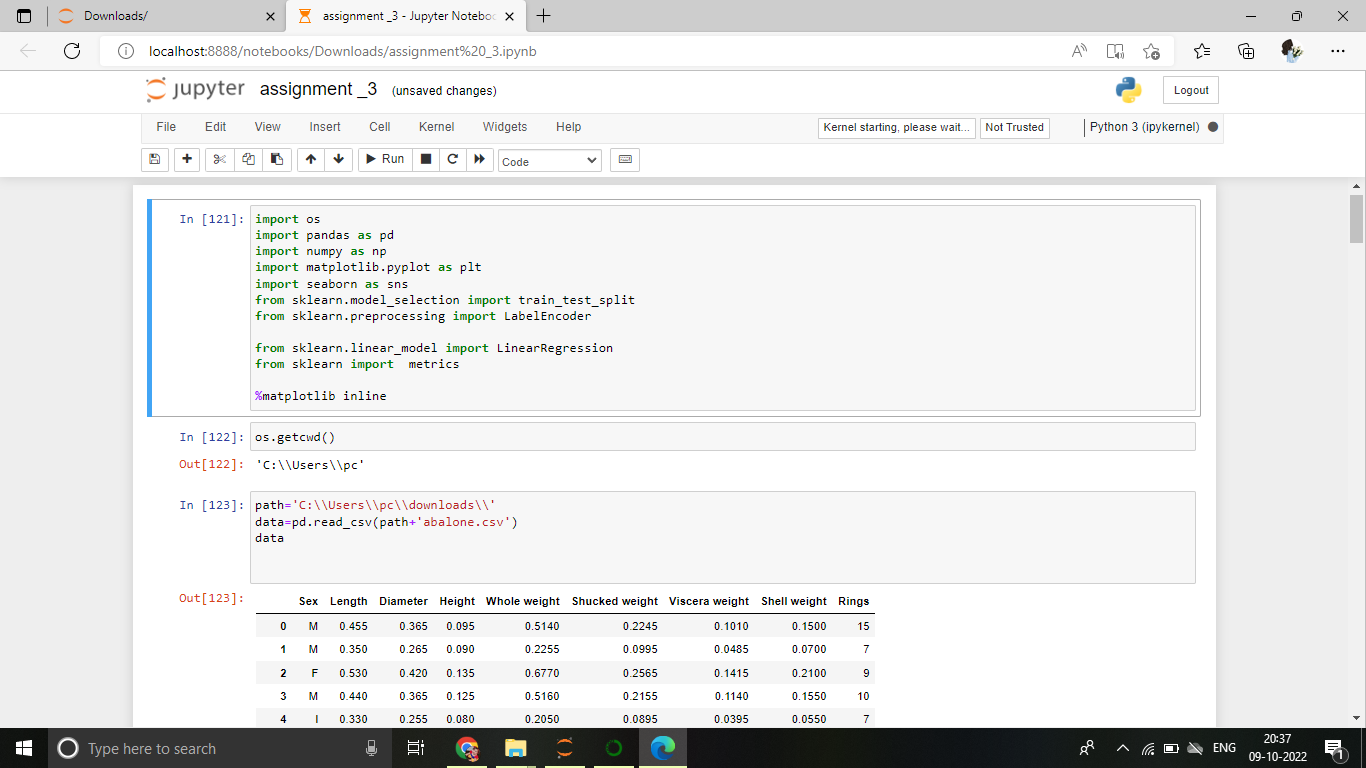 Downloads/
assignment _3 - Jupyter Noteboo
localhost:8888/notebooks/Downloads/assignment%20_3.ipynb
jupyter assignment _3 (unsaved changes)
Logout
File Edit View Insert Cell Kernel Widgets Help
Kernel starting, please wait... Not Trusted Python 3 (ipykernel)
Run Code
In [121]: import os
import pandas as pd
import numpy as np
import matplotlib.pyplot as plt
import seaborn as sns
from sklearn.model_selection import train_test_split
from sklearn.preprocessing import LabelEncoder
from sklearn.linear_model import LinearRegression
from sklearn import  metrics
%matplotlib inline
In [122]: os.getcwd()
Out[122]: 'C:\\Users\\pc'
In [123]: path='C:\\Users\\pc\\downloads\\'
data=pd.read_csv(path+'abalone.csv')
data
Out[123]:
Sex Length Diameter Height Whole weight Shucked weight Viscera weight Shell weight Rings
0 M 0.455 0.365 0.095 0.5140 0.2245 0.1010 0.1500 15
1 M 0.350 0.265 0.090 0.2255 0.0995 0.0485 0.0700 7
2 F 0.530 0.420 0.135 0.6770 0.2565 0.1415 0.2100 9
3 M 0.440 0.365 0.125 0.5160 0.2155 0.1140 0.1550 10
4 I 0.330 0.255 0.080 0.2050 0.0895 0.0395 0.0550 7
Type here to search
ENG
20:37
09-10-2022
1